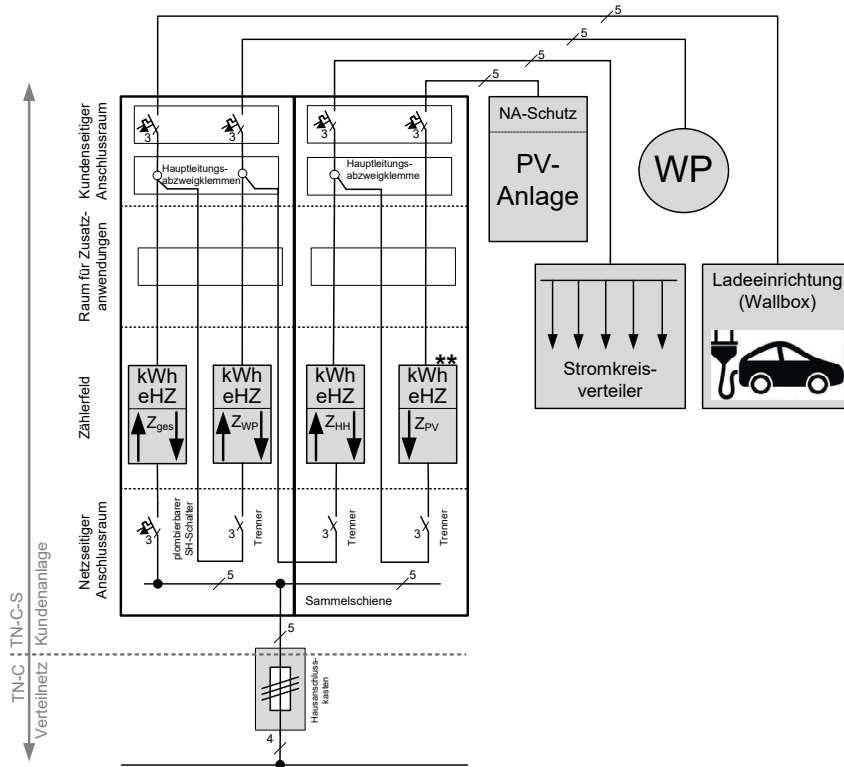 5
5
5
5
Kundenseitiger
Anschlussraum
3
3
3
3
Hauptleitungs-
abzweigklemmen
Hauptleitungs-
abzweigklemme
NA-Schutz
PV-
Anlage
WP
Raum für Zusatz-
anwendungen
Stromkreis-
verteiler
Ladeeinrichtung
(Wallbox)
Zählerfeld
kWh
eHZ
Zges
kWh
eHZ
ZWP
kWh
eHZ
ZHH
**
kWh
eHZ
ZPV
Netzseitiger
Anschlussraum
3
plombierbarer
SH-Schalter
3
Trenner
3
Trenner
3
Trenner
5
5
Sammelschiene
5
TN-C-S
Kundenanlage
TN-C
Verteilnetz
Hausanschluss-
kasten
4